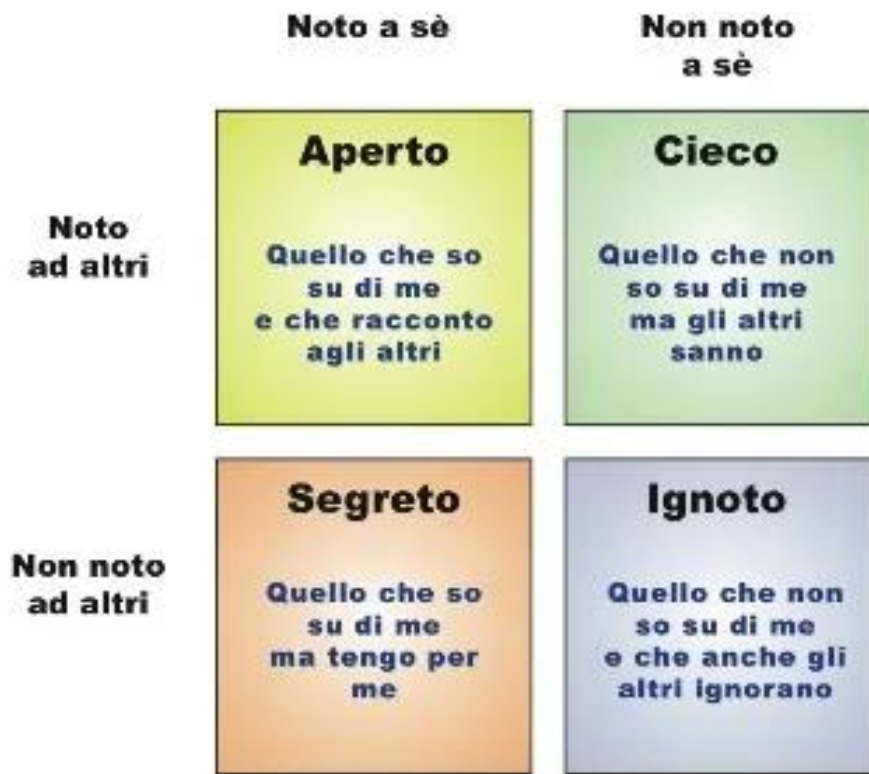 Noto a sè
Non noto
a sè
Noto
ad altri
Aperto
Quello che so
su di me
e che racconto
agli altri
Cieco
Quello che non
so su di me
ma gli altri
sanno
Non noto
ad altri
Segreto
Quello che so
su di me
ma tengo per
me
Ignoto
Quello che non
so su di me
e che anche gli
altri ignorano